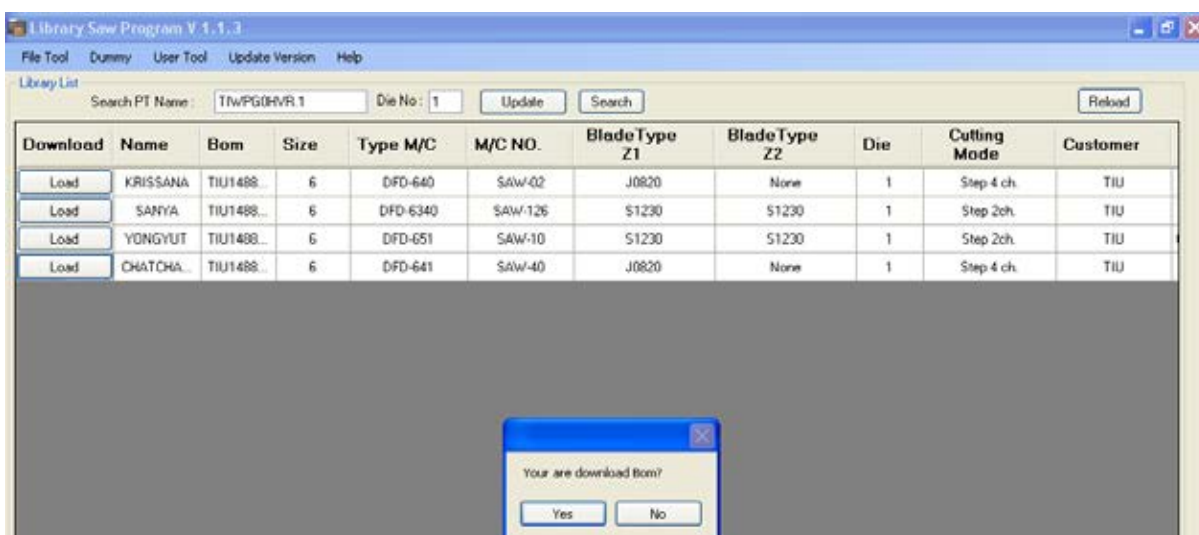 Library Saw Program V 1.1.3
File Tool Dummy User Tool Update Version Help
Library List
Search PT Name : TIWPG0HVR.1 Die No : 1 Update Search Reload
Download Name Bom Size Type M/C M/C NO. BladeType Z1 BladeType Z2 Die Cutting Mode Customer
Load KRISSANA TIU1488... 6 DFD-640 SAW-02 J0820 None 1 Step 4 ch. TIU
Load SANYA TIU1488... 6 DFD-6340 SAW-126 S1230 S1230 1 Step 2ch. TIU
Load YONGYUT TIU1488... 6 DFD-651 SAW-10 S1230 S1230 1 Step 2ch. TIU
Load CHATCHA... TIU1488... 6 DFD-641 SAW-40 J0820 None 1 Step 4 ch. TIU
Your are download Bom?
Yes No